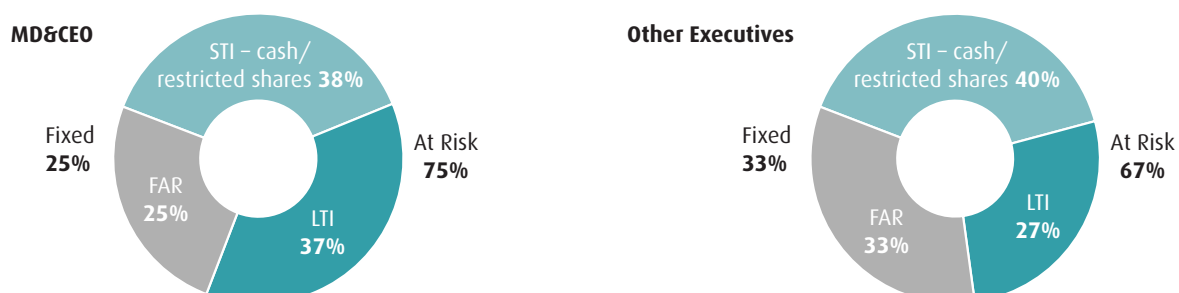 MD&CEO
STI – cash/
restricted shares 38%
Fixed
25%
At Risk
75%
FAR
25%
LTI
37%
Other Executives
STI – cash/
restricted shares 40%
Fixed
33%
At Risk
67%
LTI
27%
FAR
33%